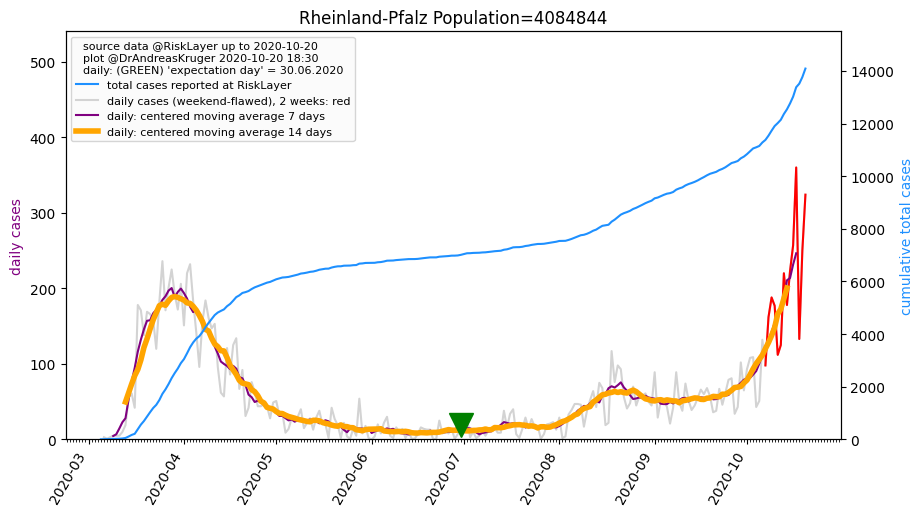 Rheinland-Pfalz Population=4084844
source data @RiskLayer up to 2020-10-20
plot @DrAndreasKruger 2020-10-20 18:30
daily: (GREEN) 'expectation day' = 30.06.2020
total cases reported at RiskLayer
daily cases (weekend-flawed), 2 weeks: red
daily: centered moving average 7 days
daily: centered moving average 14 days
daily cases
500
400
300
200
100
0
cumulative total cases
14000
12000
10000
8000
6000
4000
2000
0
2020-03
2020-04
2020-05
2020-06
2020-07
2020-08
2020-09
2020-10